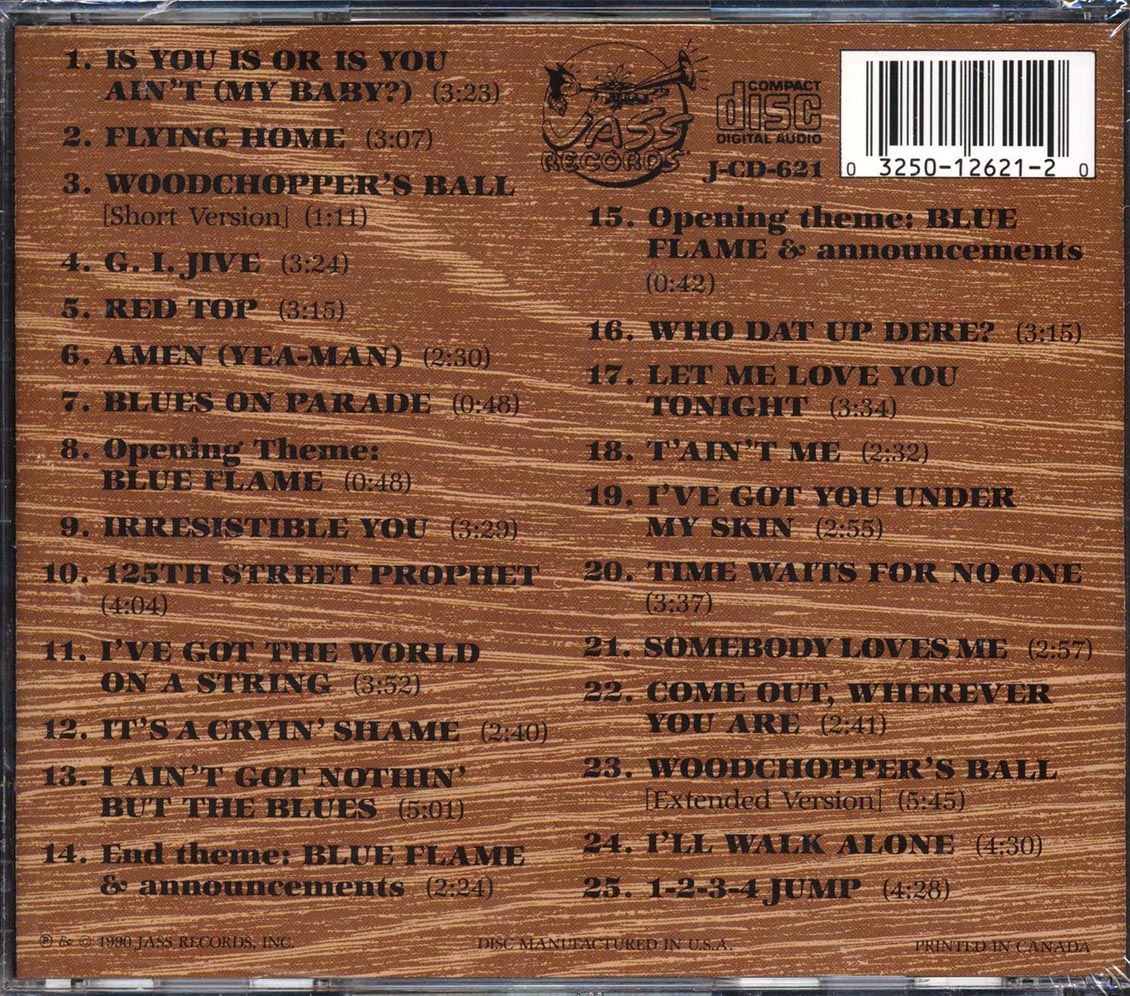 1. IS YOU IS OR IS YOU
AIN'T (MY BABY?) (3:23)
2. FLYING HOME (3:07)
3. WOODCHOPPER'S BALL
[Short Version] (1:11)
4. G. I. JIVE (3:24)
5. RED TOP (3:15)
6. AMEN (YEA-MAN) (2:30)
7. BLUES ON PARADE (0:48)
8. Opening Theme:
BLUE FLAME (0:48)
9. IRRESISTIBLE YOU (3:29)
10. 125TH STREET PROPHET
(4:04)
11. I'VE GOT THE WORLD
ON A STRING (3:52)
12. IT'S A CRYIN' SHAME (2:40)
13. I AIN'T GOT NOTHIN'
BUT THE BLUES (5:01)
14. End theme: BLUE FLAME
& announcements (2:24)
JASS
RECORDS
COMPACT
disc
DIGITAL AUDIO
J-CD-621
0 3250-12621-2 0
15. Opening theme: BLUE
FLAME & announcements
(0:42)
16. WHO DAT UP DERE? (3:15)
17. LET ME LOVE YOU
TONIGHT (3:34)
18. T'AIN'T ME (2:32)
19. I'VE GOT YOU UNDER
MY SKIN (2:55)
20. TIME WAITS FOR NO ONE
(3:37)
21. SOMEBODY LOVES ME (2:57)
22. COME OUT, WHEREVER
YOU ARE (2:41)
23. WOODCHOPPER'S BALL
[Extended Version] (5:45)
24. I'LL WALK ALONE (4:30)
25. 1-2-3-4 JUMP (4:28)
℗ & © 1990 JASS RECORDS, INC.
DISC MANUFACTURED IN U.S.A.
PRINTED IN CANADA